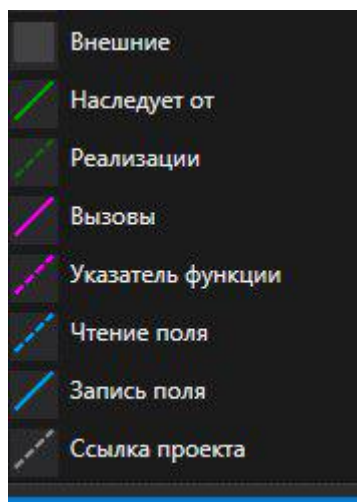 Внешние
Наследует от
Реализации
Вызовы
Указатель функции
Чтение поля
Запись поля
Ссылка проекта